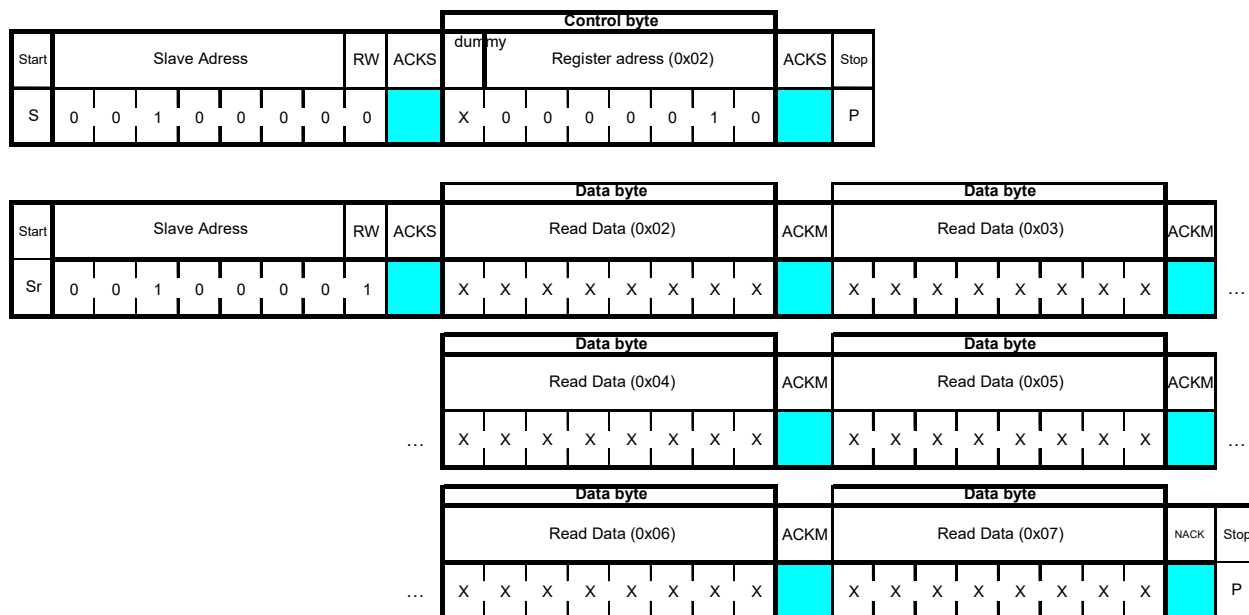 Control byte
Start Slave Adress RW ACKS dummy Register adress (0x02) ACKS Stop
S 0 0 1 0 0 0 0 0 X 0 0 0 0 0 1 0 P
Data byte Data byte
Start Slave Adress RW ACKS Read Data (0x02) ACKM Read Data (0x03) ACKM
Sr 0 0 1 0 0 0 0 1 X X X X X X X X X X X X X X X X …
Data byte Data byte
Read Data (0x04) ACKM Read Data (0x05) ACKM
… X X X X X X X X X X X X X X X X …
Data byte Data byte
Read Data (0x06) ACKM Read Data (0x07) NACK Stop
… X X X X X X X X X X X X X X X X P